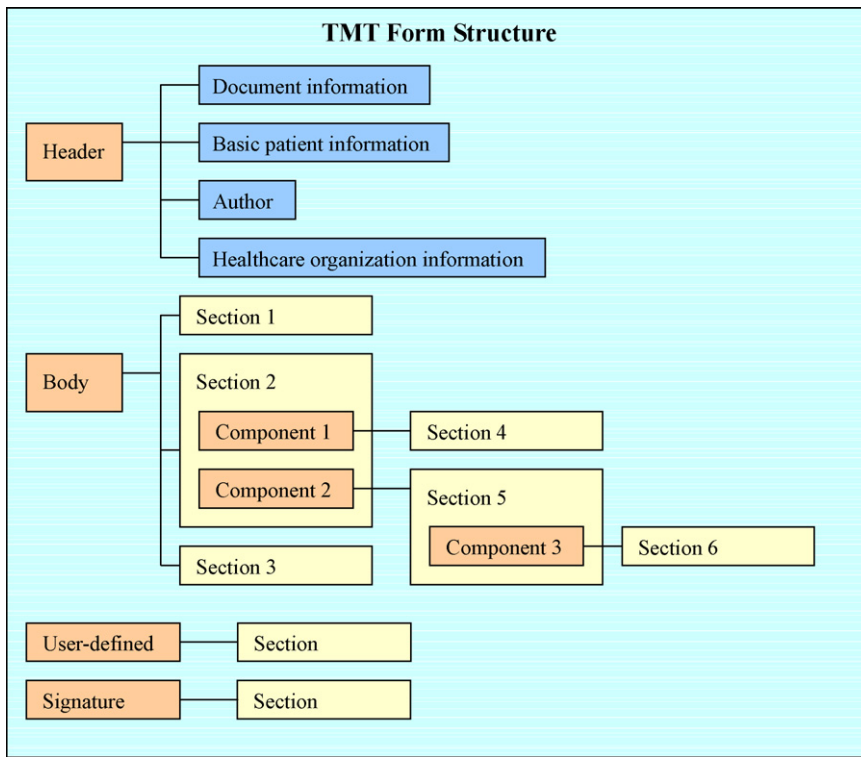 TMT Form Structure
Document information
Header
Basic patient information
Author
Healthcare organization information
Section 1
Body
Section 2
Component 1
Section 4
Component 2
Section 5
Component 3
Section 6
Section 3
User-defined
Section
Signature
Section